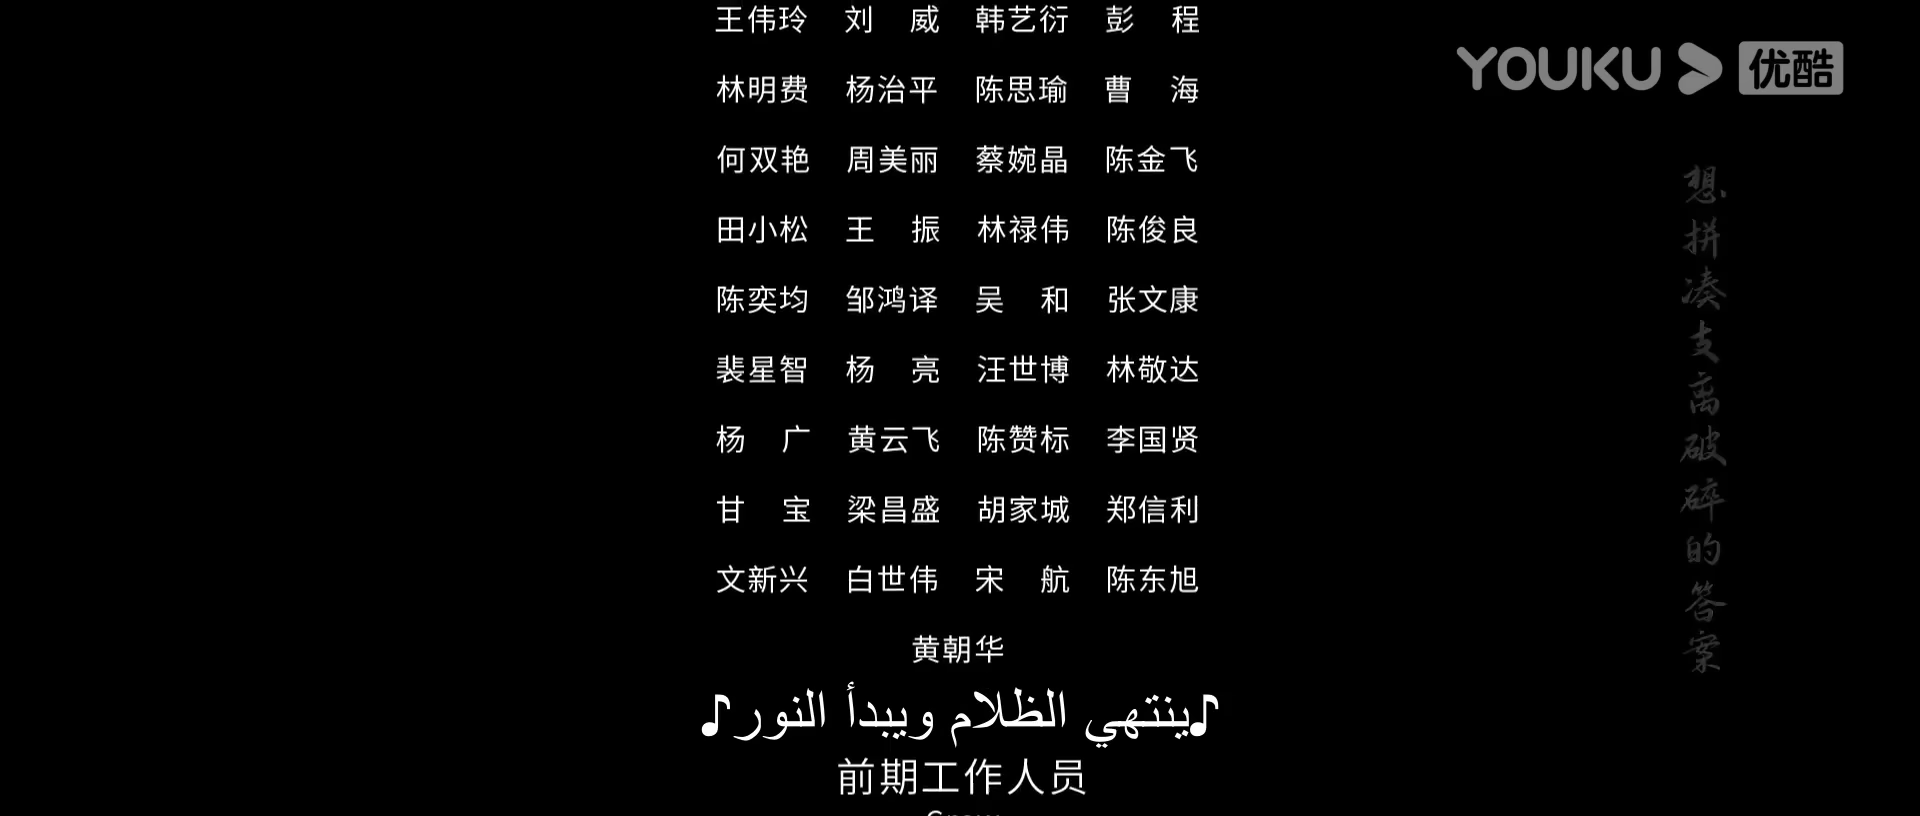 王伟玲 刘威 韩艺衍 彭程
YOUKU 优酷
林明费 杨治平 陈思瑜 曹海
何双艳 周美丽 蔡婉晶 陈金飞
田小松 王振 林禄伟 陈俊良
陈奕均 邹鸿译 吴和 张文康
裴星智 杨亮 汪世博 林敬达
杨广 黄云飞 陈赞标 李国贤
甘宝 梁昌盛 胡家城 郑信利
文新兴 白世伟 宋航 陈东旭
黄朝华
想拼凑支离破碎的答案
♪ينتهي الظلام ويبدأ النور♪
前期工作人员